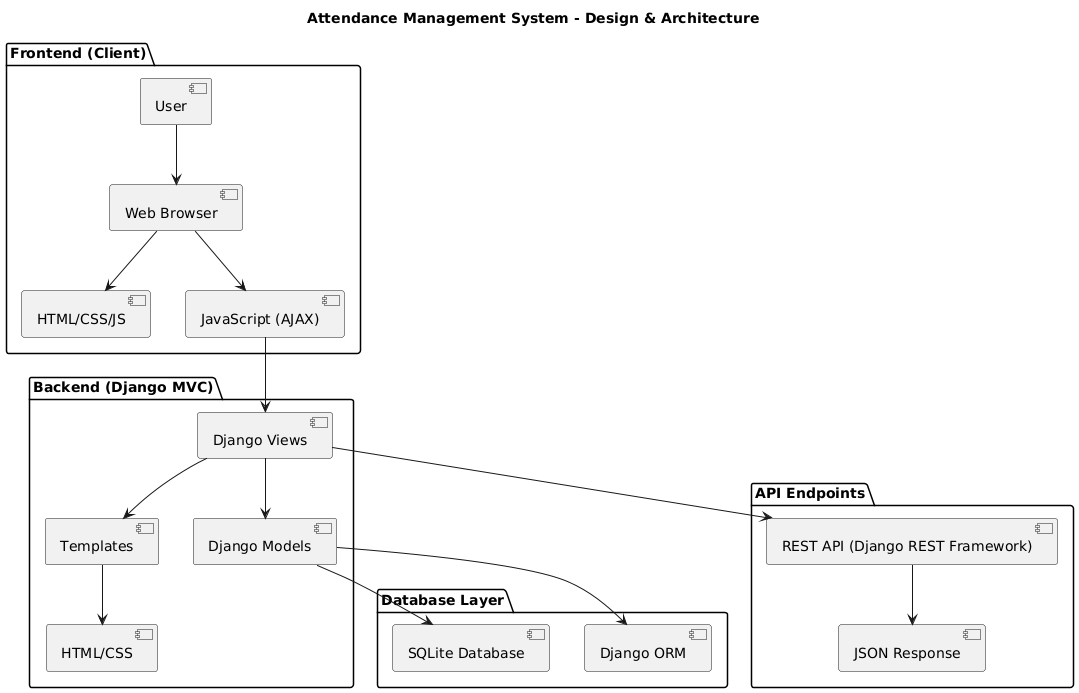 Attendance Management System - Design & Architecture
Frontend (Client)
User
Web Browser
HTML/CSS/JS
JavaScript (AJAX)
Backend (Django MVC)
Django Views
Templates
Django Models
HTML/CSS
Database Layer
SQLite Database
Django ORM
API Endpoints
REST API (Django REST Framework)
JSON Response